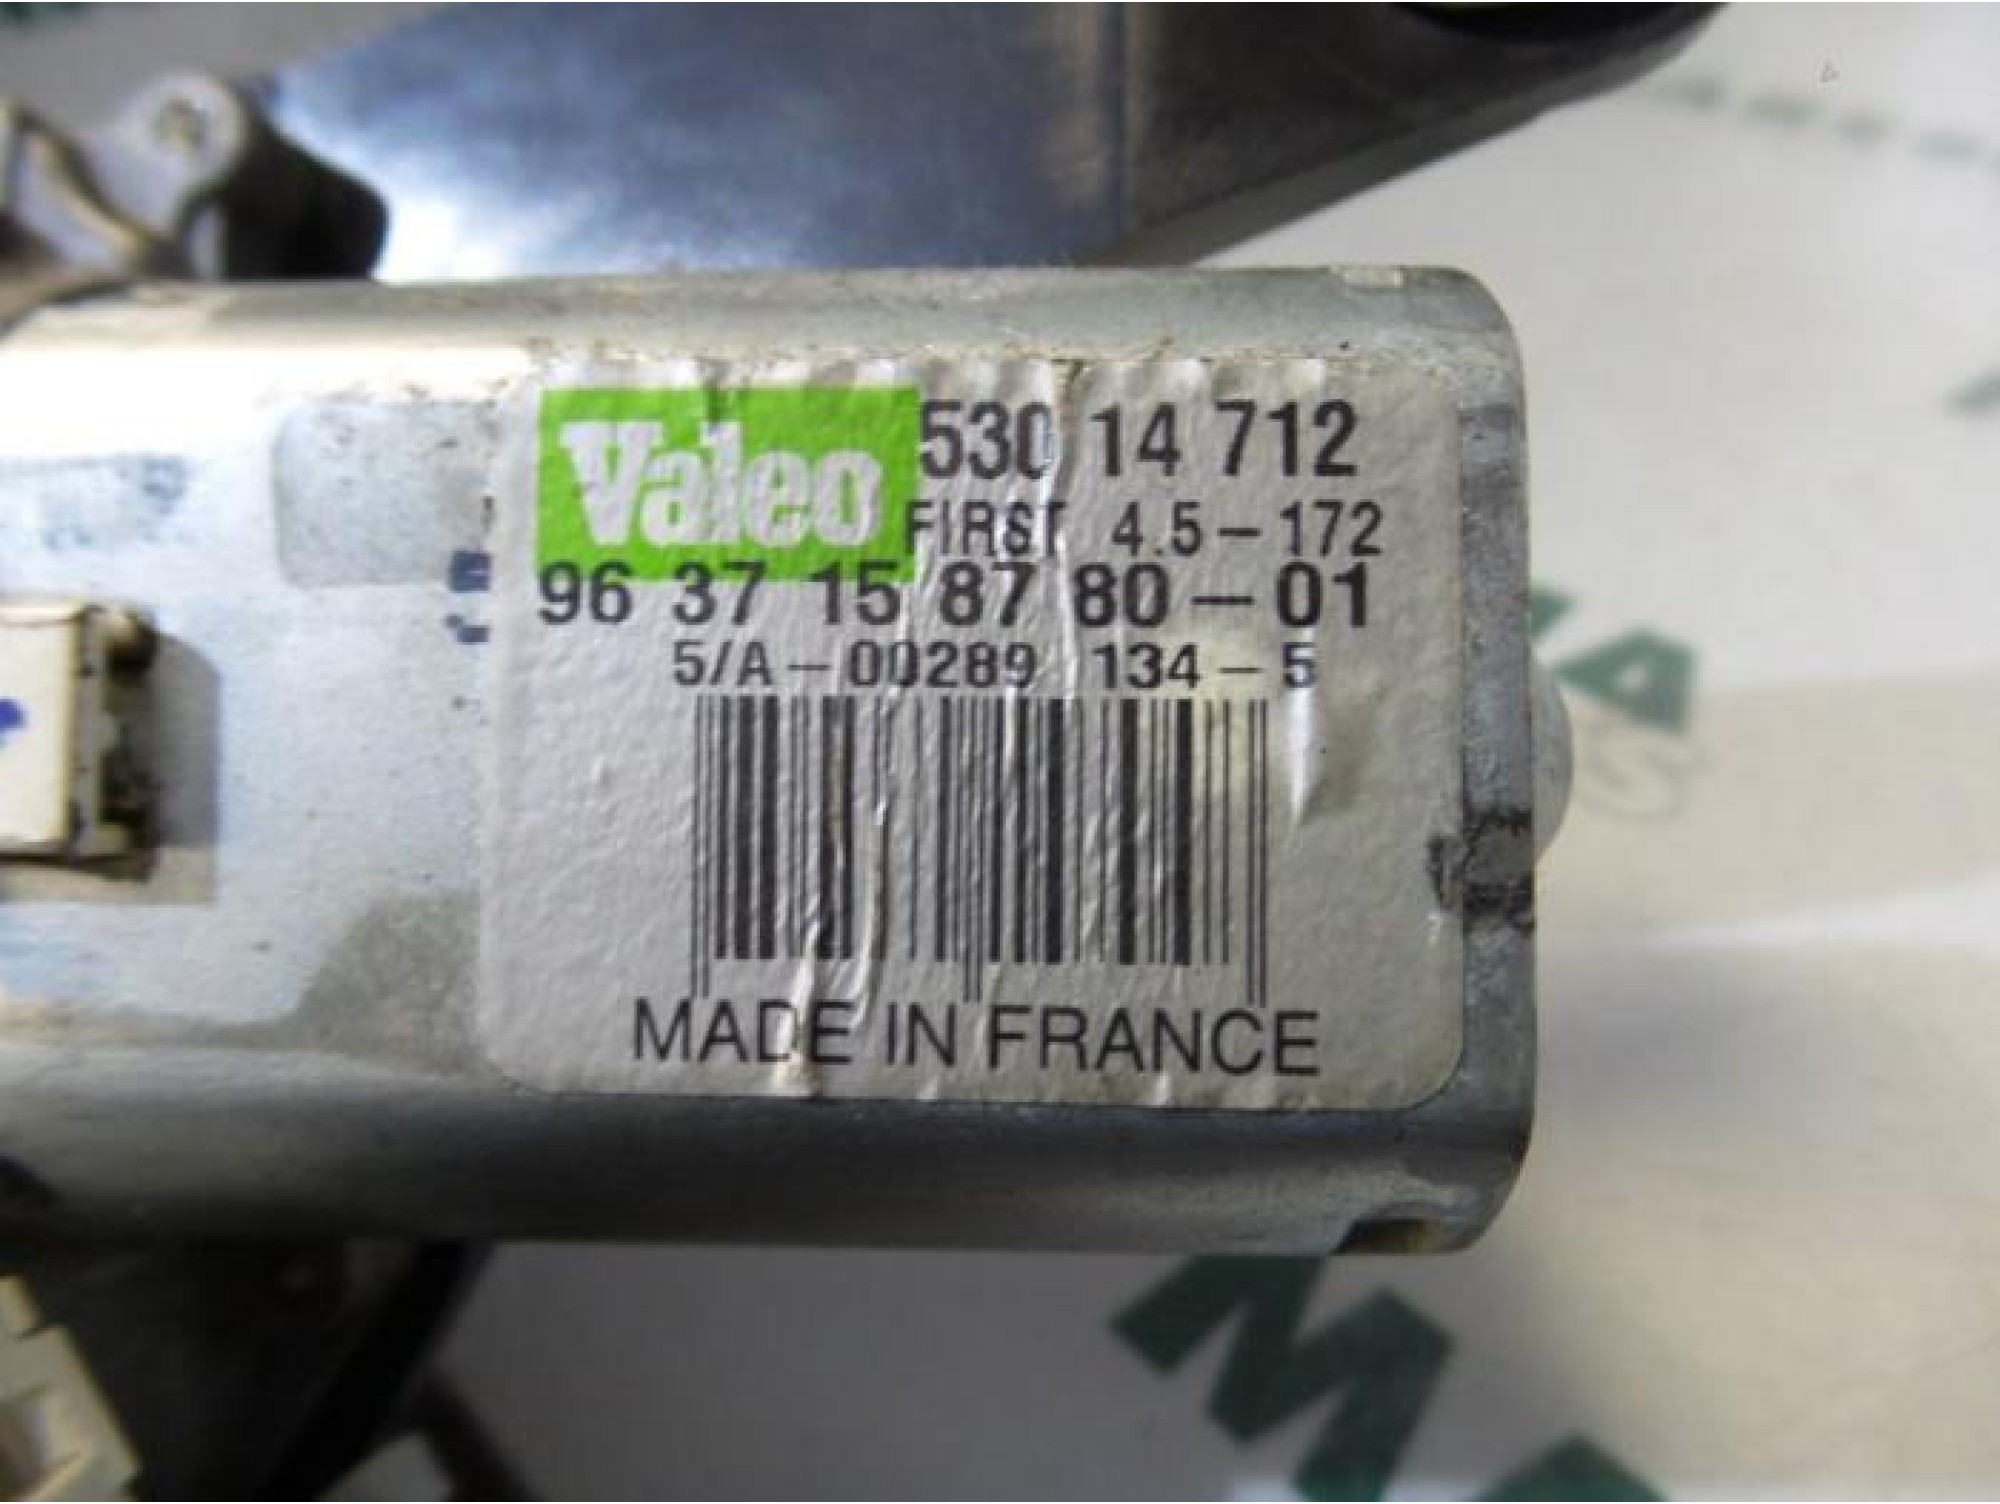 Valeo 530 14 712
FIRST 4.5-172
96 37 15 87 80-01
5/A-00289 134-5
MADE IN FRANCE